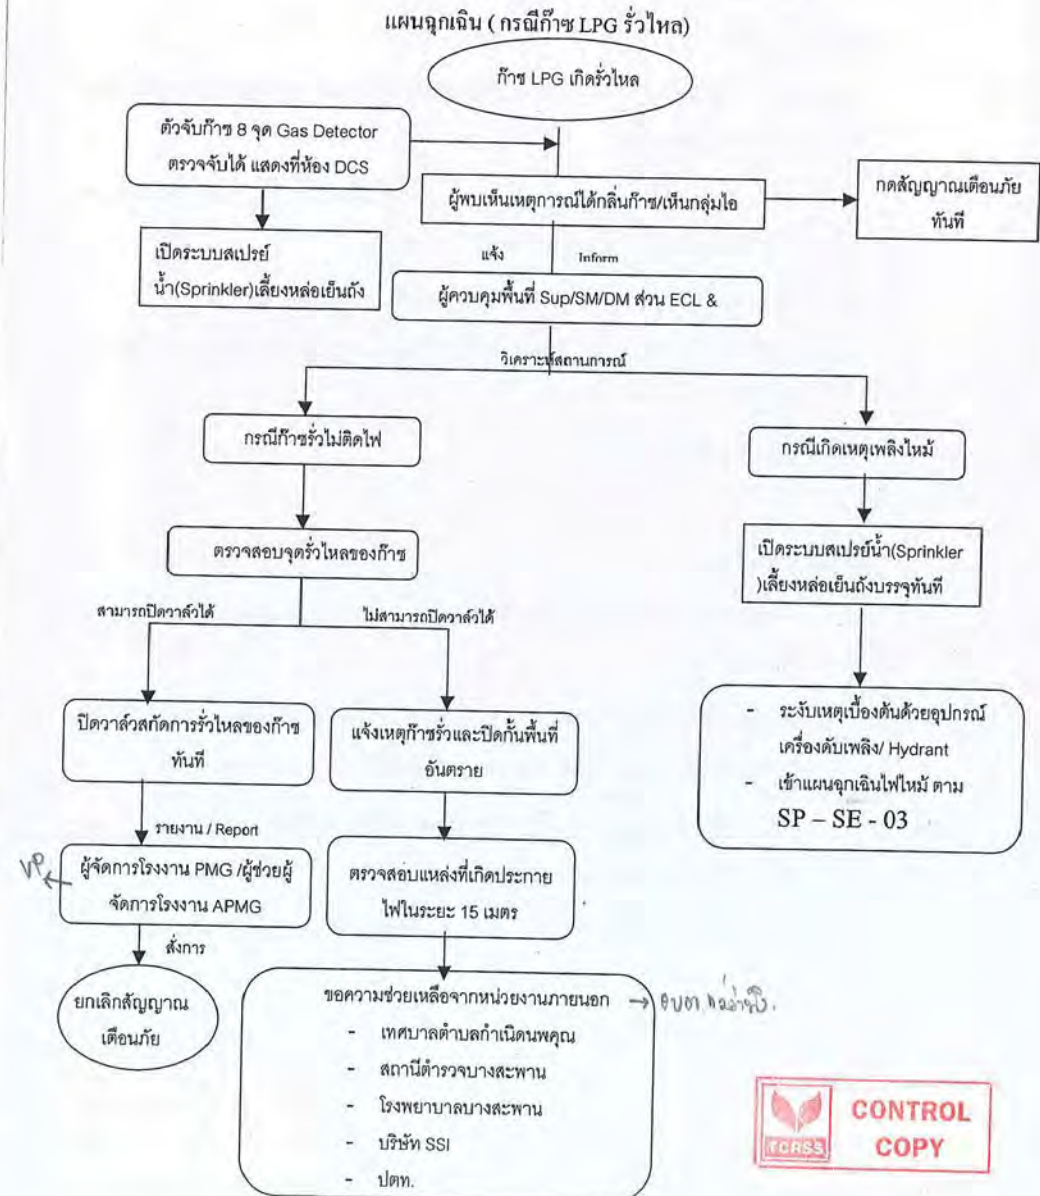 แผนฉุกเฉิน ( กรณีก๊าซ LPG รั่วไหล)
ก๊าซ LPG เกิดรั่วไหล
ตัวจับก๊าซ 8 จุด Gas Detector
ตรวจจับได้ แสดงที่ห้อง DCS
ผู้พบเห็นเหตุการณ์ได้กลิ่นก๊าซ/เห็นกลุ่มไอ
กดสัญญาณเตือนภัย
ทันที
เปิดระบบสเปรย์
น้ำ(Sprinkler)เลี้ยงหล่อเย็นถัง
แจ้ง Inform
ผู้ควบคุมพื้นที่ Sup/SM/DM ส่วน ECL &
วิเคราะห์สถานการณ์
กรณีก๊าซรั่วไม่ติดไฟ
กรณีเกิดเหตุเพลิงไหม้
ตรวจสอบจุดรั่วไหลของก๊าซ
เปิดระบบสเปรย์น้ำ(Sprinkler
)เลี้ยงหล่อเย็นถังบรรจุทันที
สามารถปิดวาล์วได้
ไม่สามารถปิดวาล์วได้
ปิดวาล์วสกัดการรั่วไหลของก๊าซ
ทันที
แจ้งเหตุก๊าซรั่วและปิดกั้นพื้นที่
อันตราย
- ระงับเหตุเบื้องต้นด้วยอุปกรณ์
เครื่องดับเพลิง/ Hydrant
- เข้าแผนฉุกเฉินไฟไหม้ ตาม
SP – SE - 03
รายงาน / Report
VP
ผู้จัดการโรงงาน PMG /ผู้ช่วยผู้
จัดการโรงงาน APMG
ตรวจสอบแหล่งที่เกิดประกาย
ไฟในระยะ 15 เมตร
สั่งการ
ยกเลิกสัญญาณ
เตือนภัย
ขอความช่วยเหลือจากหน่วยงานภายนอก
- เทศบาลตำบลกำเนิดนพคุณ
- สถานีตำรวจบางสะพาน
- โรงพยาบาลบางสะพาน
- บริษัท SSI
- ปตท.
TCRSS
CONTROL
COPY